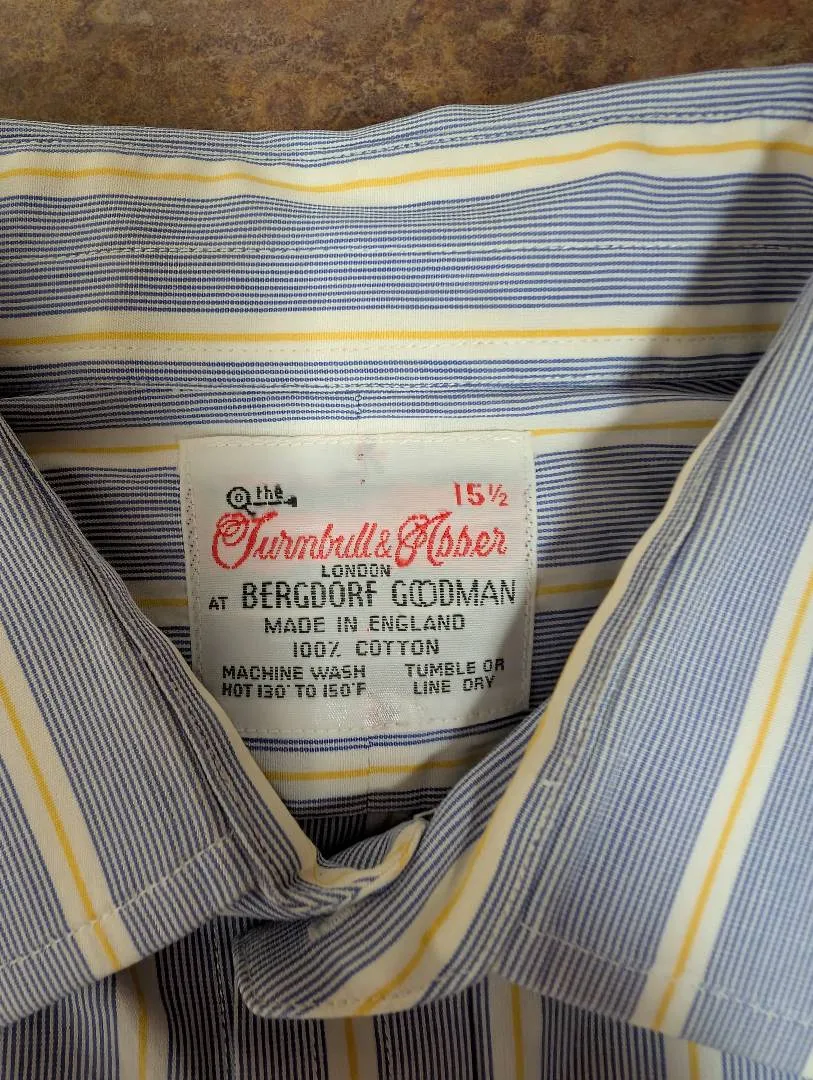 the 15½
Turnbull & Asser
LONDON
AT BERGDORF GOODMAN
MADE IN ENGLAND
100% COTTON
MACHINE WASH TUMBLE OR
HOT 130° TO 150°F LINE DRY